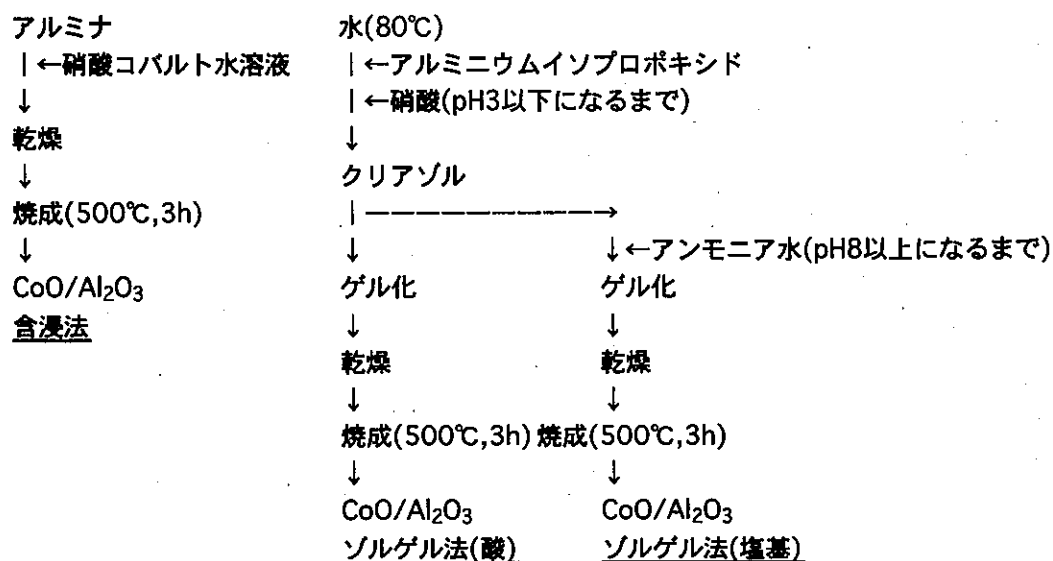 アルミナ 水(80℃)
|←硝酸コバルト水溶液 |←アルミニウムイソプロポキシド
↓ |←硝酸(pH3以下になるまで)
乾燥 ↓
↓ クリアゾル
焼成(500℃,3h) |――――――――――→
↓ ↓ ↓←アンモニア水(pH8以上になるまで)
CoO/Al₂O₃ ゲル化 ゲル化
含浸法 ↓ ↓
乾燥 乾燥
↓ ↓
焼成(500℃,3h) 焼成(500℃,3h)
↓ ↓
CoO/Al₂O₃ CoO/Al₂O₃
ゾルゲル法(酸) ゾルゲル法(塩基)